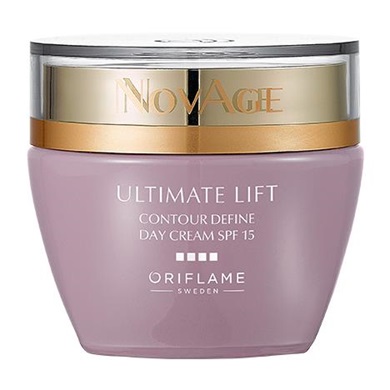 NOVAGE
ULTIMATE LIFT
CONTOUR DEFINE
DAY CREAM SPF 15
ORIFLAME
SWEDEN